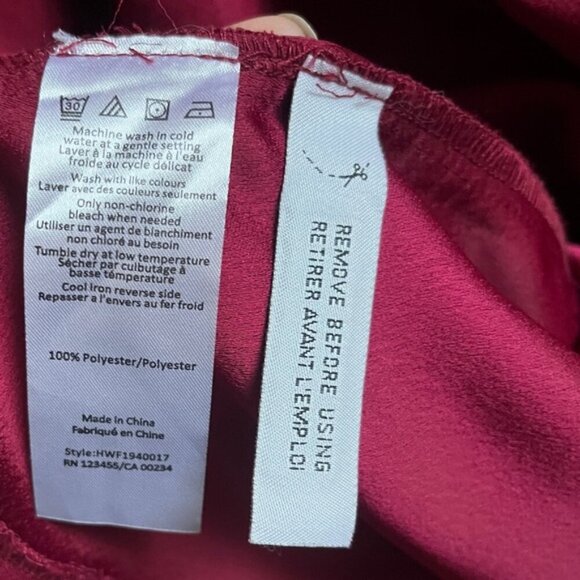 30
Machine wash in cold
water at a gentle setting
Laver à la machine à l'eau
froide au cycle délicat
Wash with like colours
Laver avec des couleurs seulement
Only non-chlorine
bleach when needed
Utiliser un agent de blanchiment
non chloré au besoin
Tumble dry at low temperature
Sécher par culbutage à
basse température
Cool iron reverse side
Repasser a l'envers au fer froid
100% Polyester/Polyester
Made in China
Fabriqué en Chine
Style:HWF1940017
RN 123455/CA 00234
REMOVE BEFORE USING
RETIRER AVANT L'EMPLOI